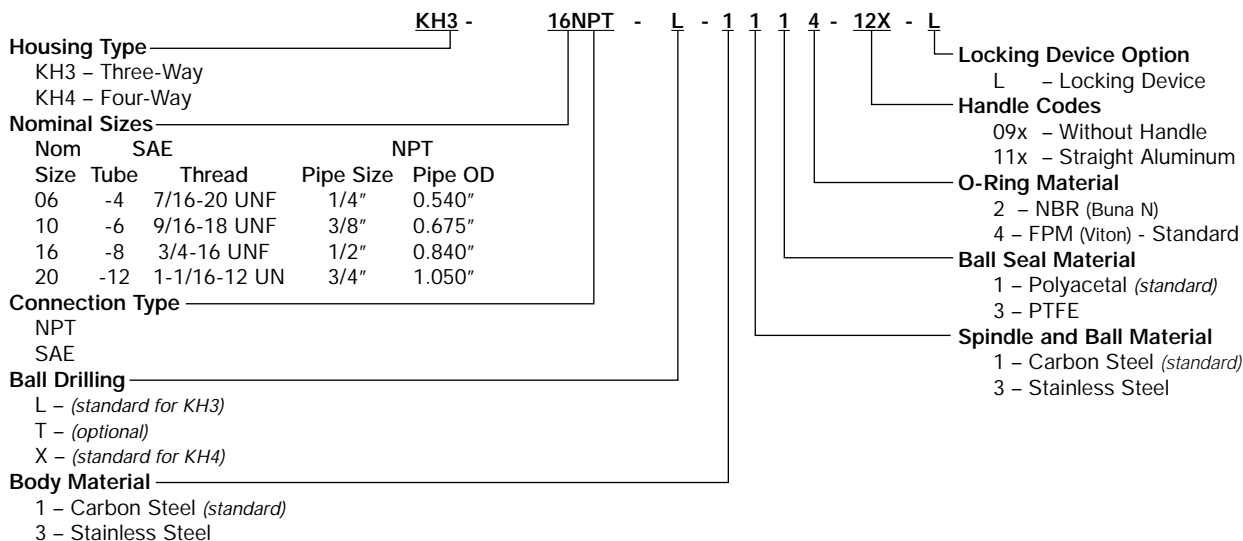 KH3 - 16NPT - L - 1 1 1 4 - 12X - L
Housing Type
KH3 – Three-Way
KH4 – Four-Way
Nominal Sizes
Nom SAE NPT
Size Tube Thread Pipe Size Pipe OD
06 -4 7/16-20 UNF 1/4" 0.540"
10 -6 9/16-18 UNF 3/8" 0.675"
16 -8 3/4-16 UNF 1/2" 0.840"
20 -12 1-1/16-12 UN 3/4" 1.050"
Connection Type
NPT
SAE
Ball Drilling
L – (standard for KH3)
T – (optional)
X – (standard for KH4)
Body Material
1 – Carbon Steel (standard)
3 – Stainless Steel
Locking Device Option
L – Locking Device
Handle Codes
09x – Without Handle
11x – Straight Aluminum
O-Ring Material
2 – NBR (Buna N)
4 – FPM (Viton) - Standard
Ball Seal Material
1 – Polyacetal (standard)
3 – PTFE
Spindle and Ball Material
1 – Carbon Steel (standard)
3 – Stainless Steel